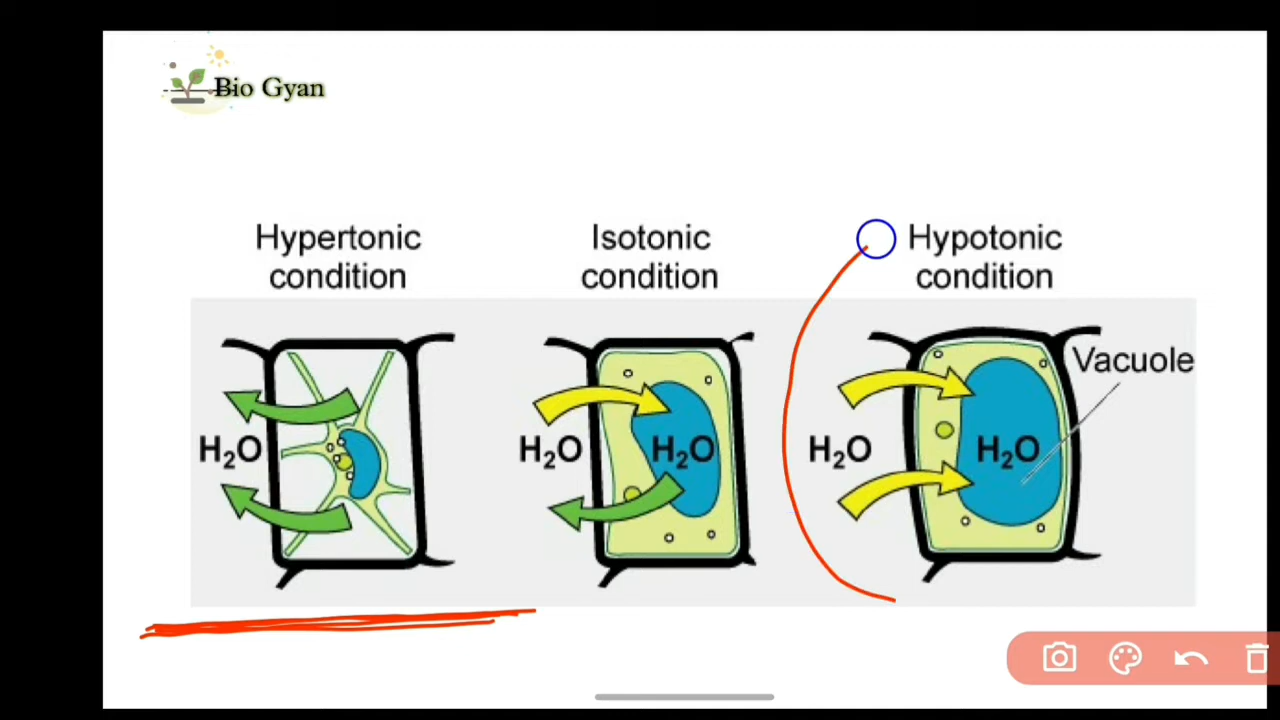 Bio Gyan
Hypertonic
condition
Isotonic
condition
Hypotonic
condition
Vacuole
H₂O
H₂O
H₂O
H₂O
H₂O